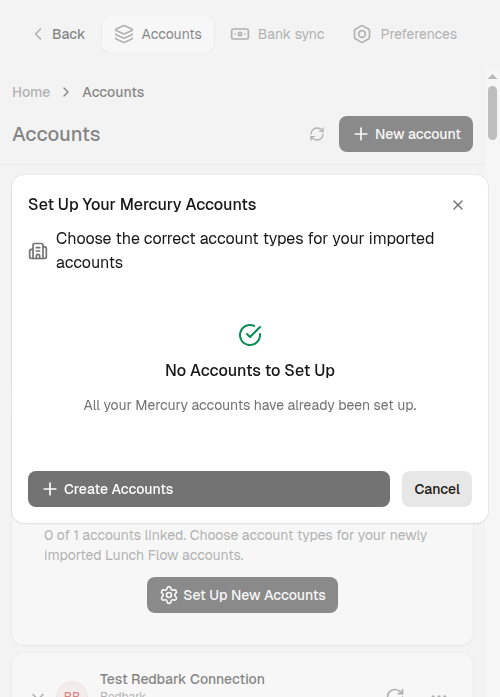 Back
Accounts
Bank sync
Preferences
Home > Accounts
Accounts
New account
Set Up Your Mercury Accounts
Choose the correct account types for your imported
accounts
No Accounts to Set Up
All your Mercury accounts have already been set up.
Create Accounts
Cancel
0 of 1 accounts linked. Choose account types for your newly
imported Lunch Flow accounts.
Set Up New Accounts
Test Redbark Connection
Redbark